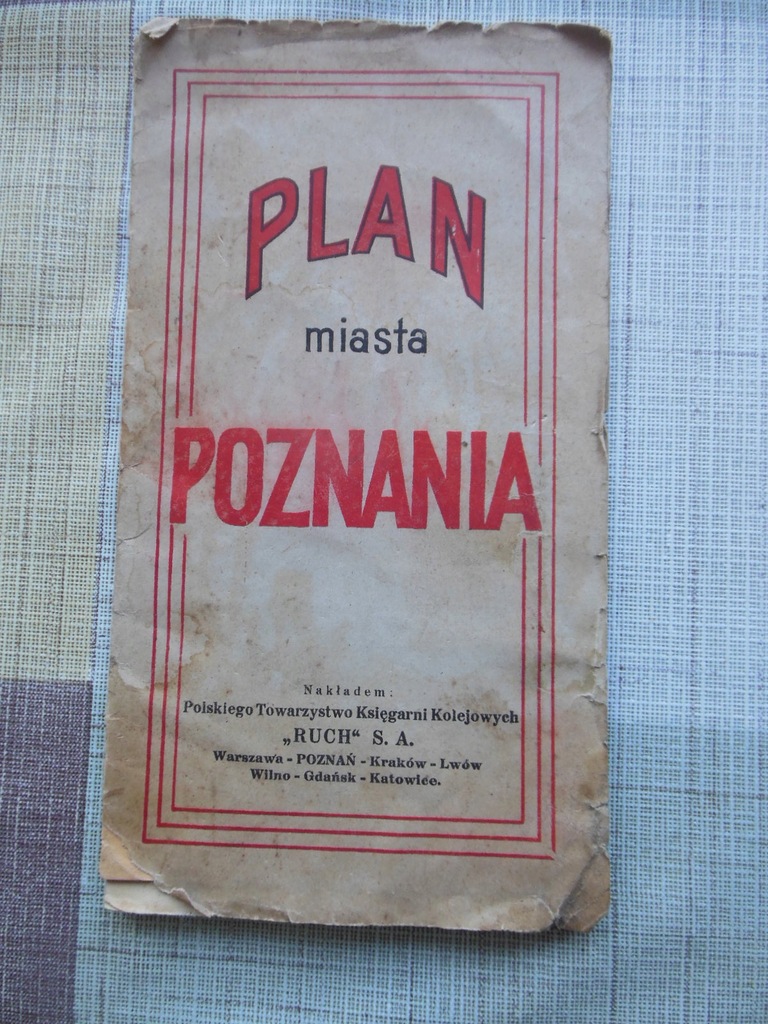 PLAN
miasta
POZNANIA
Nakładem:
Polskiego Towarzystwo Księgarni Kolejowych
„RUCH“ S. A.
Warszawa - POZNAŃ - Kraków - Lwów
Wilno - Gdańsk - Katowice.